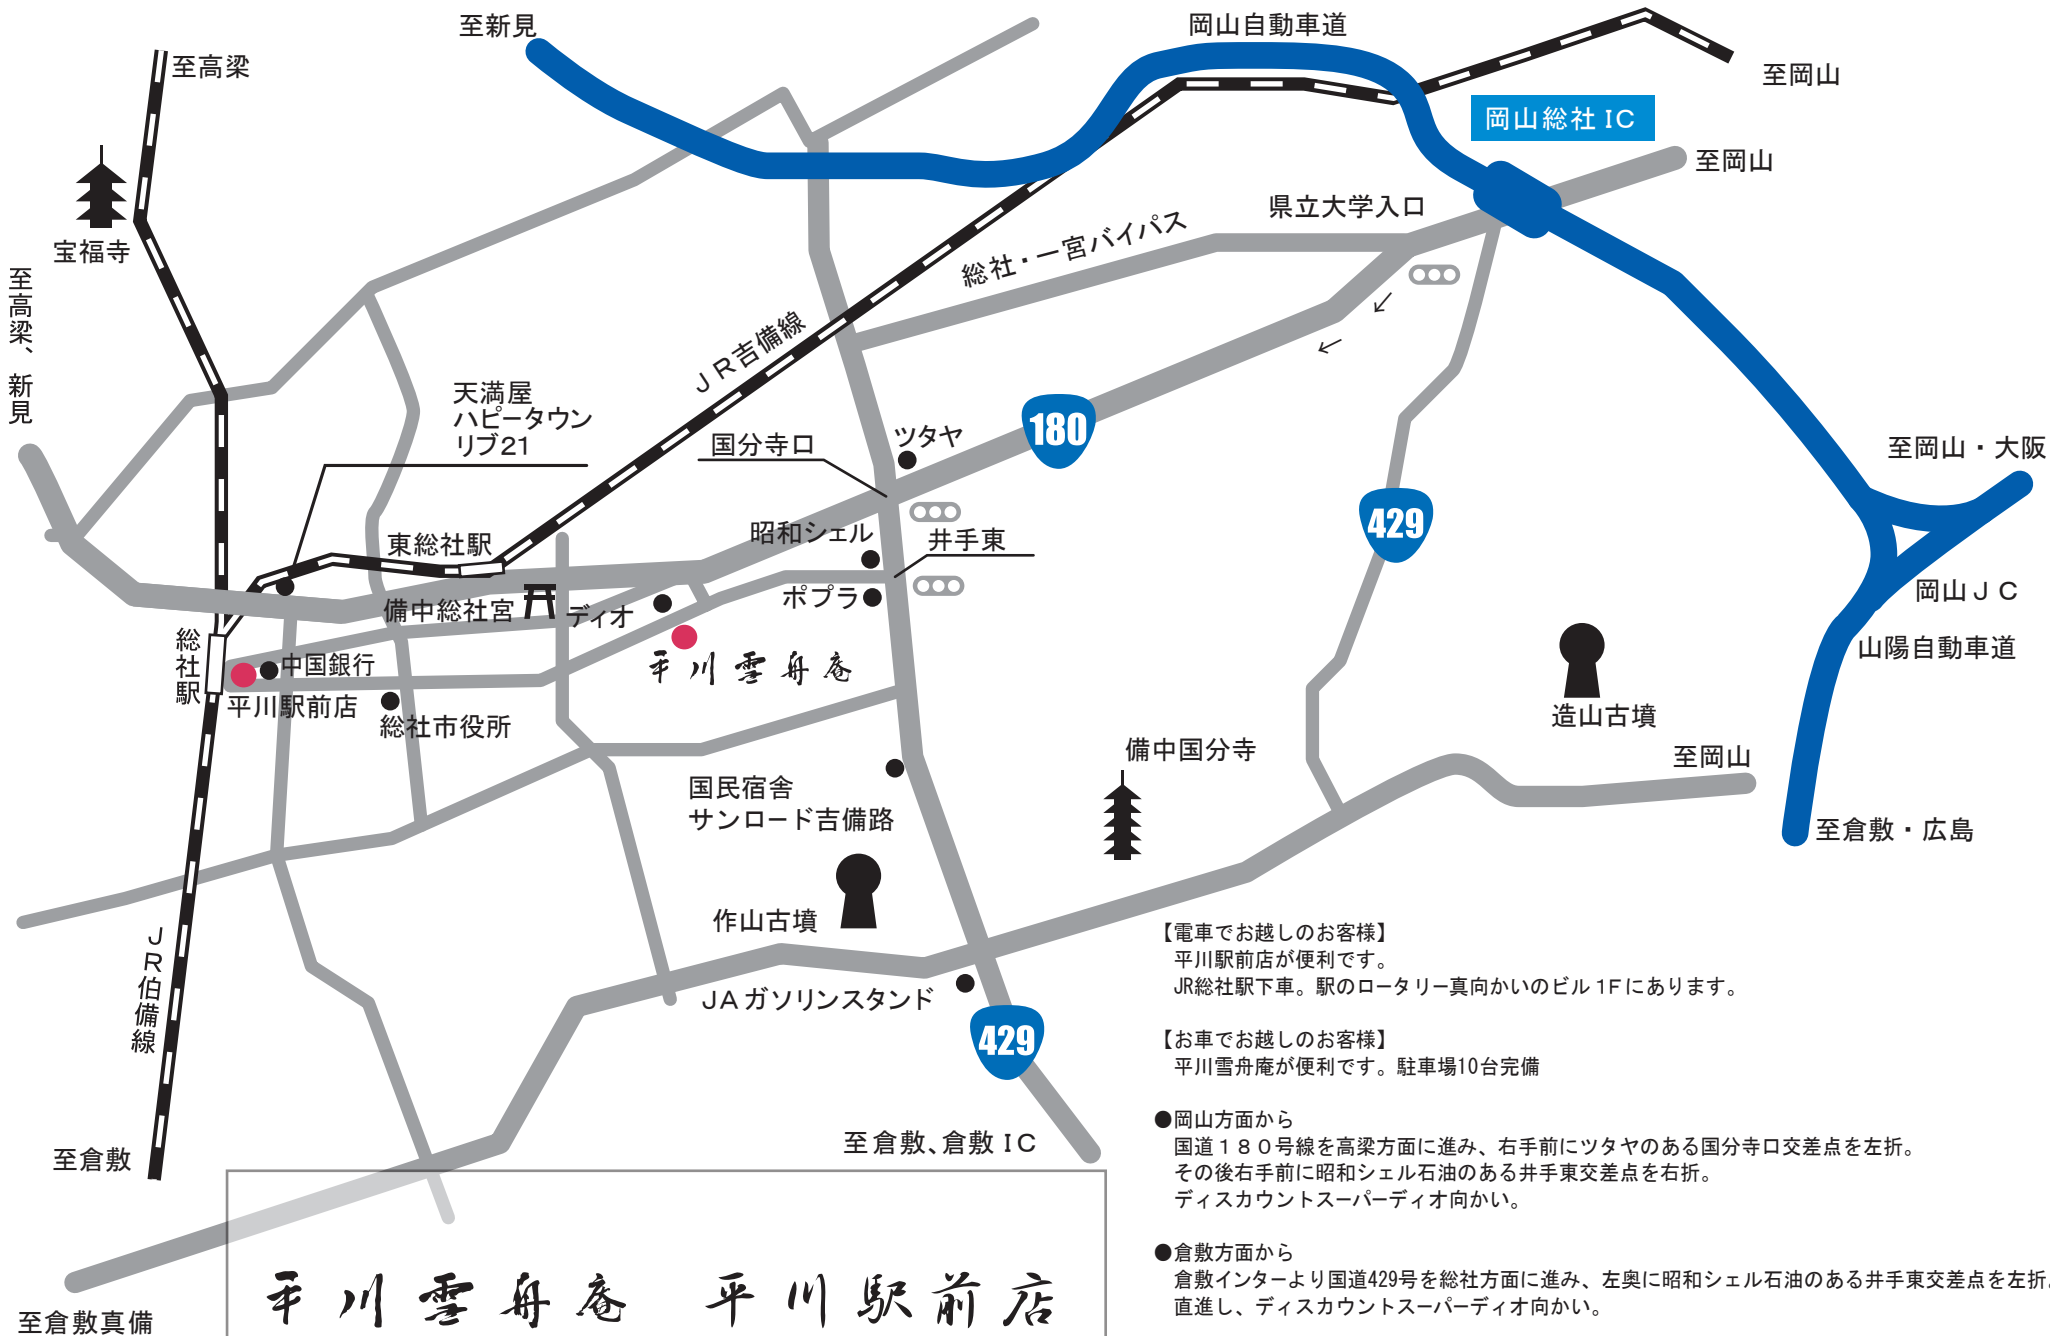 至新見
岡山自動車道
至高梁
至岡山
岡山総社 IC
至岡山
宝福寺
県立大学入口
総社・一宮バイパス
至高梁、新見
JR吉備線
天満屋
ハピータウン
リブ21
180
国分寺口
ツタヤ
至岡山・大阪
429
東総社駅
昭和シェル
井手東
備中総社宮
ディオ
ポプラ
岡山JC
山陽自動車道
総社駅
中国銀行
平川雪舟庵
平川駅前店
総社市役所
造山古墳
備中国分寺
至岡山
国民宿舎
サンロード吉備路
至倉敷・広島
作山古墳
JR伯備線
JAガソリンスタンド
429
至倉敷
至倉敷、倉敷IC
至倉敷真備
【電車でお越しのお客様】
平川駅前店が便利です。
JR総社駅下車。駅のロータリー真向かいのビル1Fにあります。
【お車でお越しのお客様】
平川雪舟庵が便利です。駐車場10台完備
●岡山方面から
国道180号線を高梁方面に進み、右手前にツタヤのある国分寺口交差点を左折。
その後右手前に昭和シェル石油のある井手東交差点を右折。
ディスカウントスーパーディオ向かい。
●倉敷方面から
倉敷インターより国道429号を総社方面に進み、左奥に昭和シェル石油のある井手東交差点を左折。
直進し、ディスカウントスーパーディオ向かい。
平川雪舟庵　平川駅前店